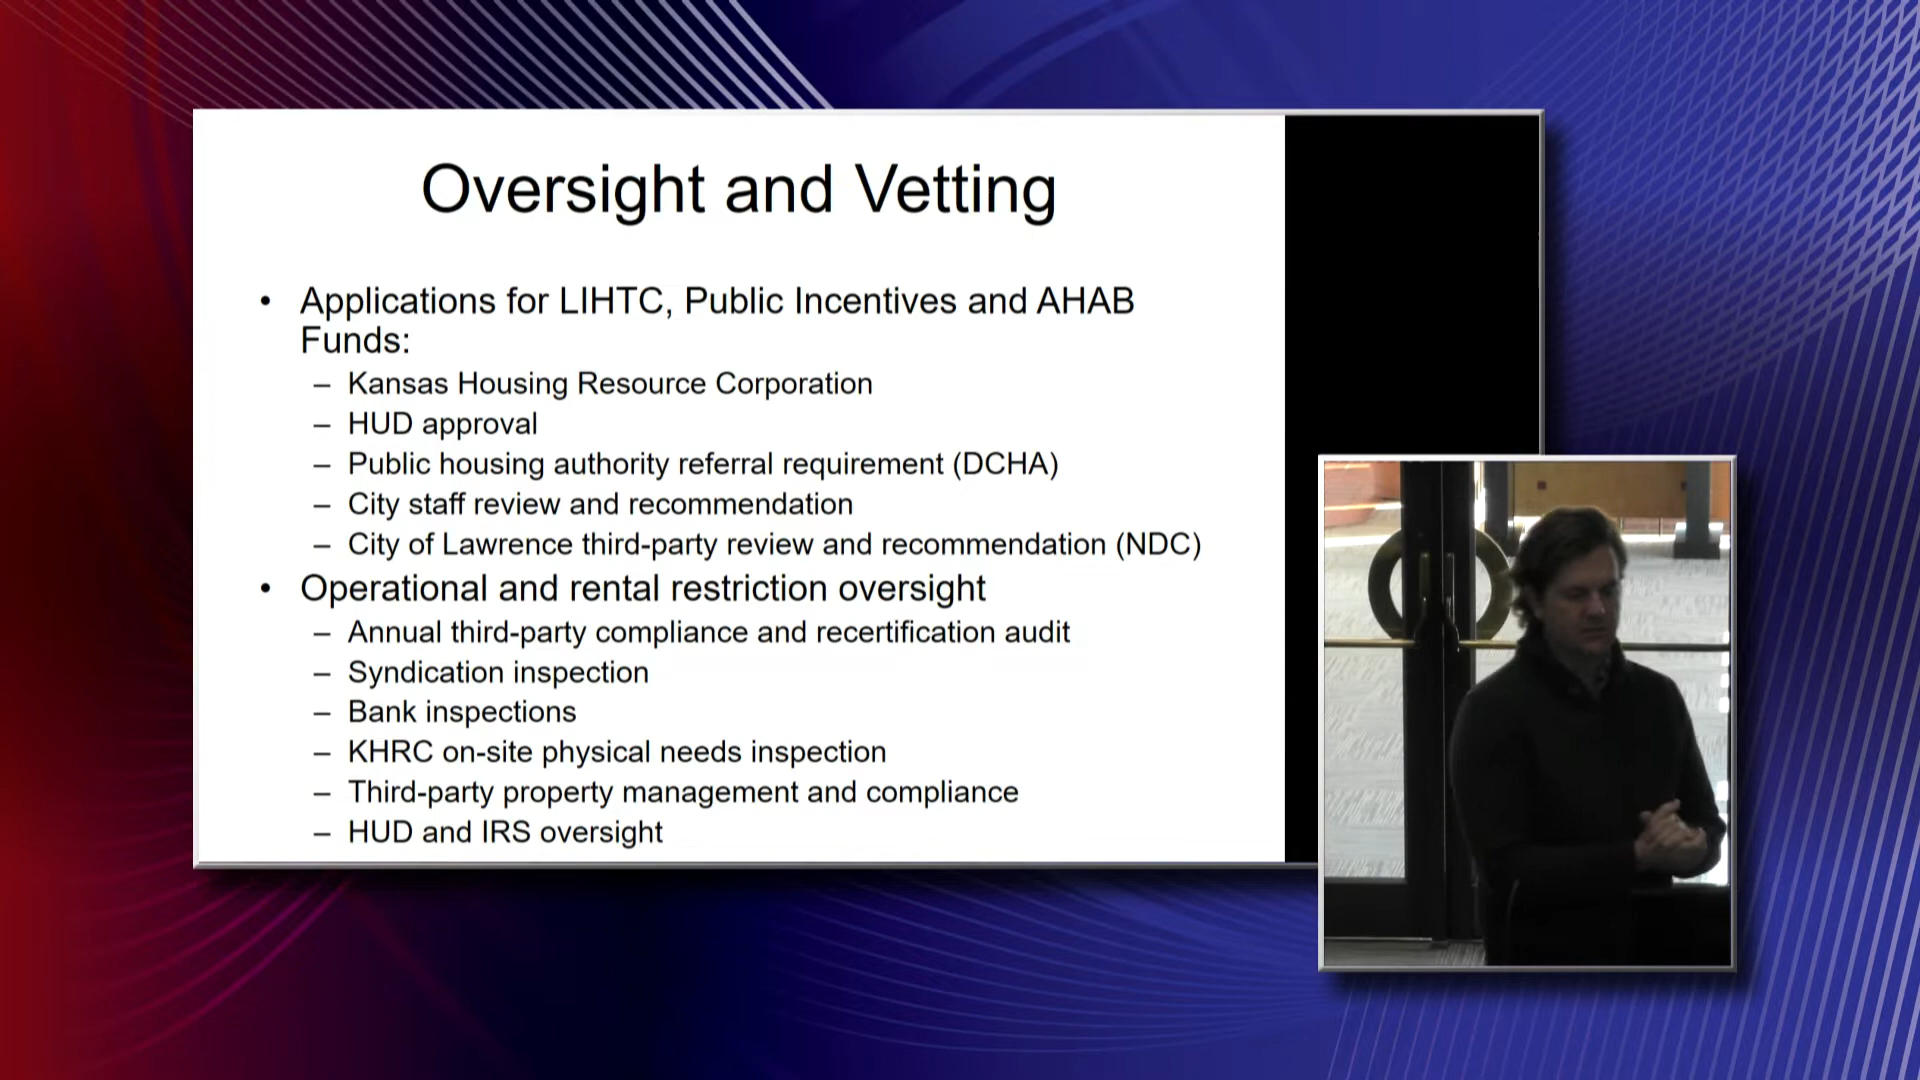 Oversight and Vetting
• Applications for LIHTC, Public Incentives and AHAB
Funds:
– Kansas Housing Resource Corporation
– HUD approval
– Public housing authority referral requirement (DCHA)
– City staff review and recommendation
– City of Lawrence third-party review and recommendation (NDC)
• Operational and rental restriction oversight
– Annual third-party compliance and recertification audit
– Syndication inspection
– Bank inspections
– KHRC on-site physical needs inspection
– Third-party property management and compliance
– HUD and IRS oversight